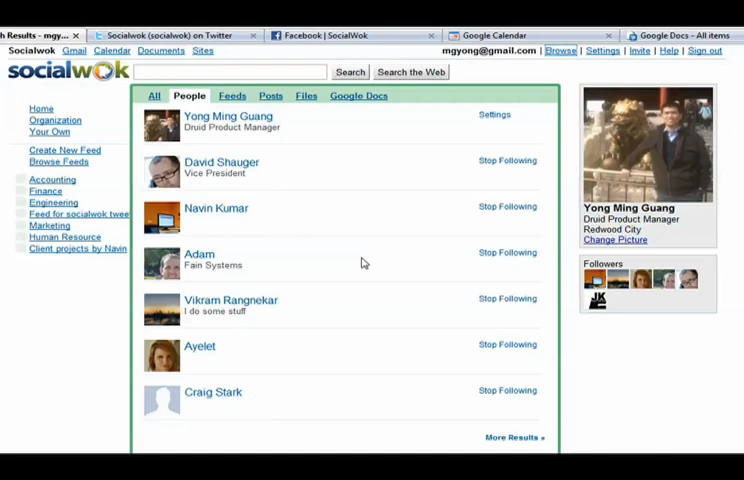 h Results - mgy...
Socialwok (socialwok) on Twitter
Facebook | SocialWok
Google Calendar
Google Docs - All items
Socialwok Gmail Calendar Documents Sites
mgyong@gmail.com | Browse | Settings | Invite | Help | Sign out
socialwok
Search
Search the Web
All People Feeds Posts Files Google Docs
Home
Organization
Your Own
Create New Feed
Browse Feeds
Accounting
Finance
Engineering
Feed for socialwok twee
Marketing
Human Resource
Client projects by Navin
Yong Ming Guang
Druid Product Manager
Settings
David Shauger
Vice President
Stop Following
Navin Kumar
Stop Following
Adam
Fain Systems
Stop Following
Vikram Rangnekar
I do some stuff
Stop Following
Ayelet
Stop Following
Craig Stark
Stop Following
More Results »
Yong Ming Guang
Druid Product Manager
Redwood City
Change Picture
Followers
JK